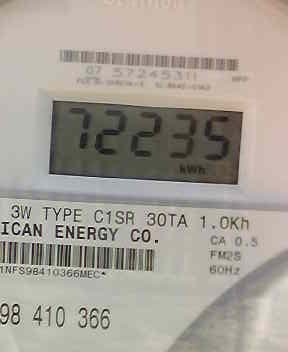 07 57245311
72235
kWh
3W TYPE C1SR 30TA 1.0Kh
ICAN ENERGY CO.
CA 0.5
FM2S
1NFS98410366MEC*
60Hz
98 410 366